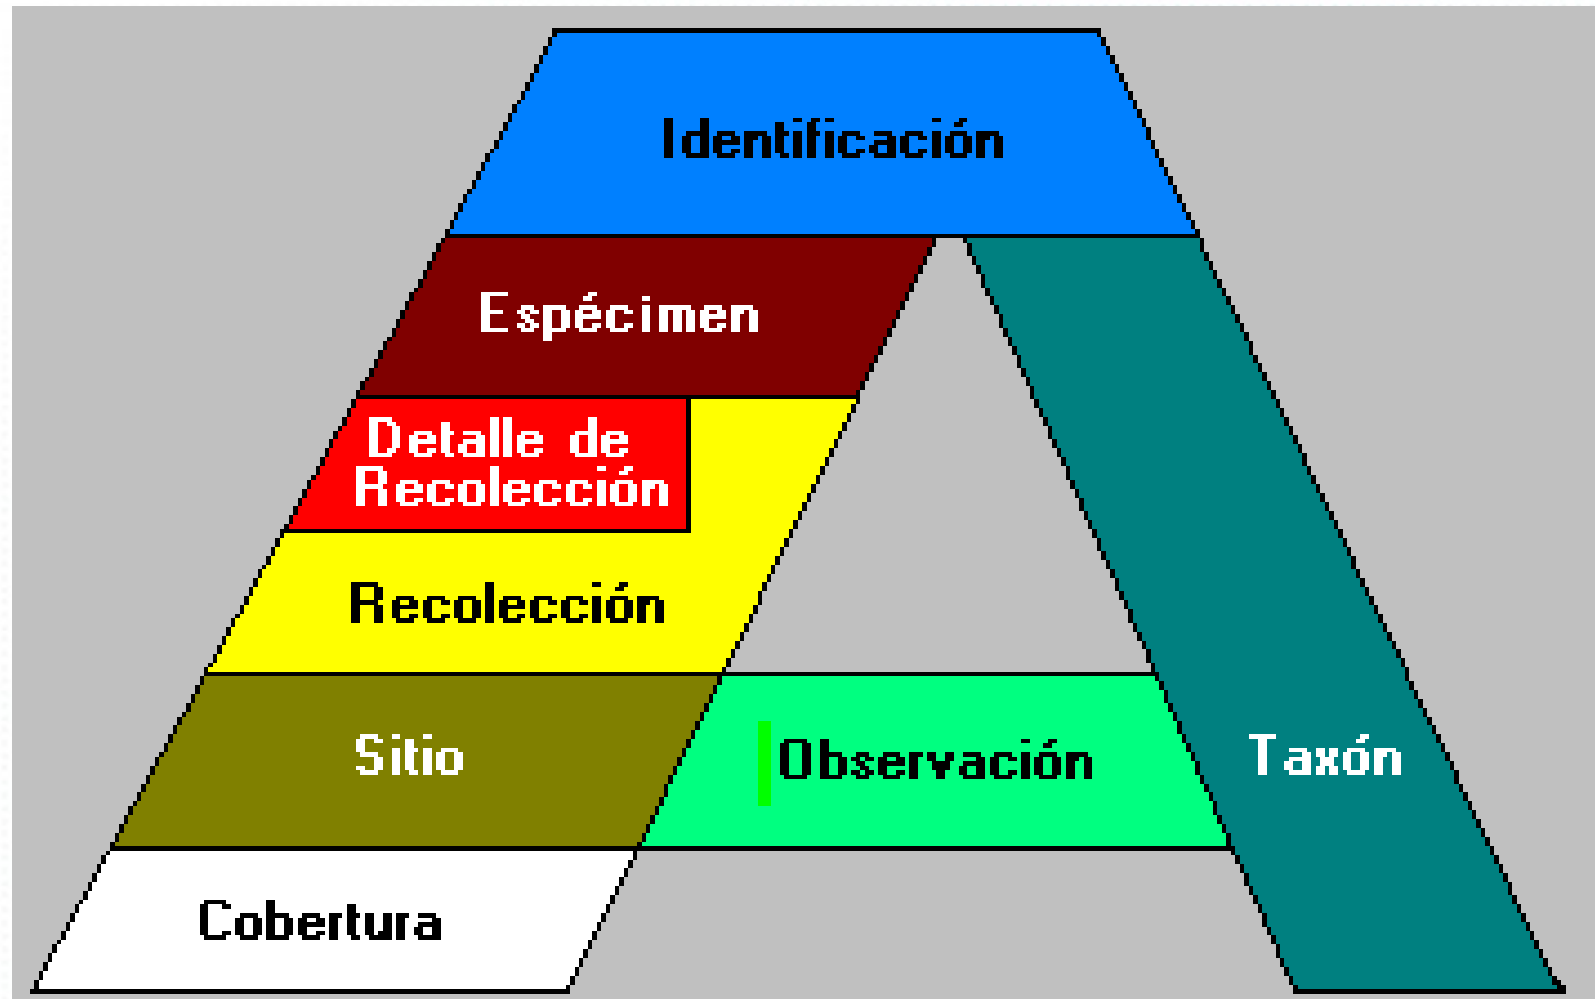 Identificación
Espécimen
Detalle de
Recolección
Recolección
Sitio
Observación
Taxón
Cobertura